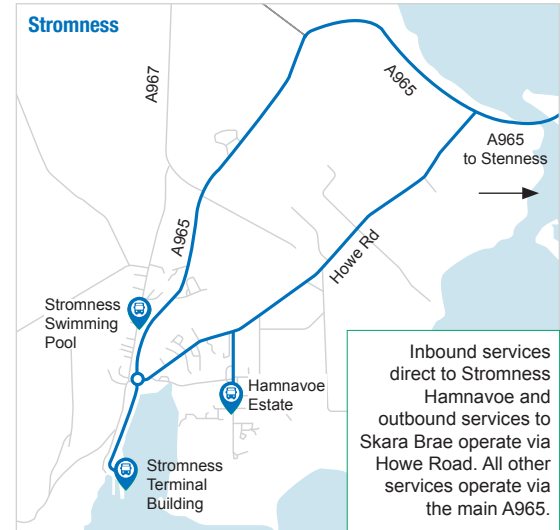 Stromness
A967
A965
A965
to Stenness
A965
Howe Rd
Stromness
Swimming
Pool
Hamnavoe
Estate
Stromness
Terminal
Building
Inbound services
direct to Stromness
Hamnavoe and
outbound services to
Skara Brae operate via
Howe Road. All other
services operate via
the main A965.